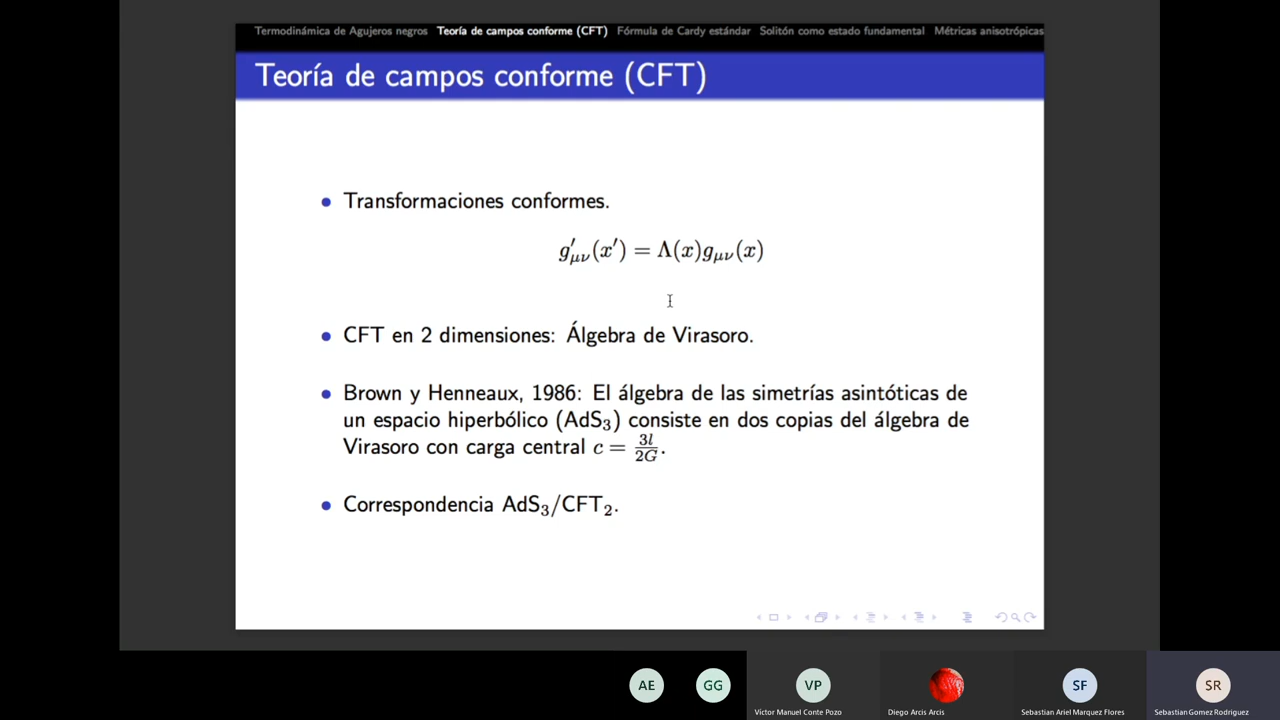 Termodinámica de Agujeros negros Teoría de campos conforme (CFT) Fórmula de Cardy estándar Solitón como estado fundamental Métricas anisotrópicas
Teoría de campos conforme (CFT)
• Transformaciones conformes.
g′μν(x′) = Λ(x)gμν(x)
• CFT en 2 dimensiones: Álgebra de Virasoro.
• Brown y Henneaux, 1986: El álgebra de las simetrías asintóticas de
un espacio hiperbólico (AdS₃) consiste en dos copias del álgebra de
Virasoro con carga central c = 3l/2G.
• Correspondencia AdS₃/CFT₂.
AE GG VP SF SR
Víctor Manuel Conte Pozo Diego Arcis Arcis Sebastian Ariel Marquez Flores Sebastian Gomez Rodriguez